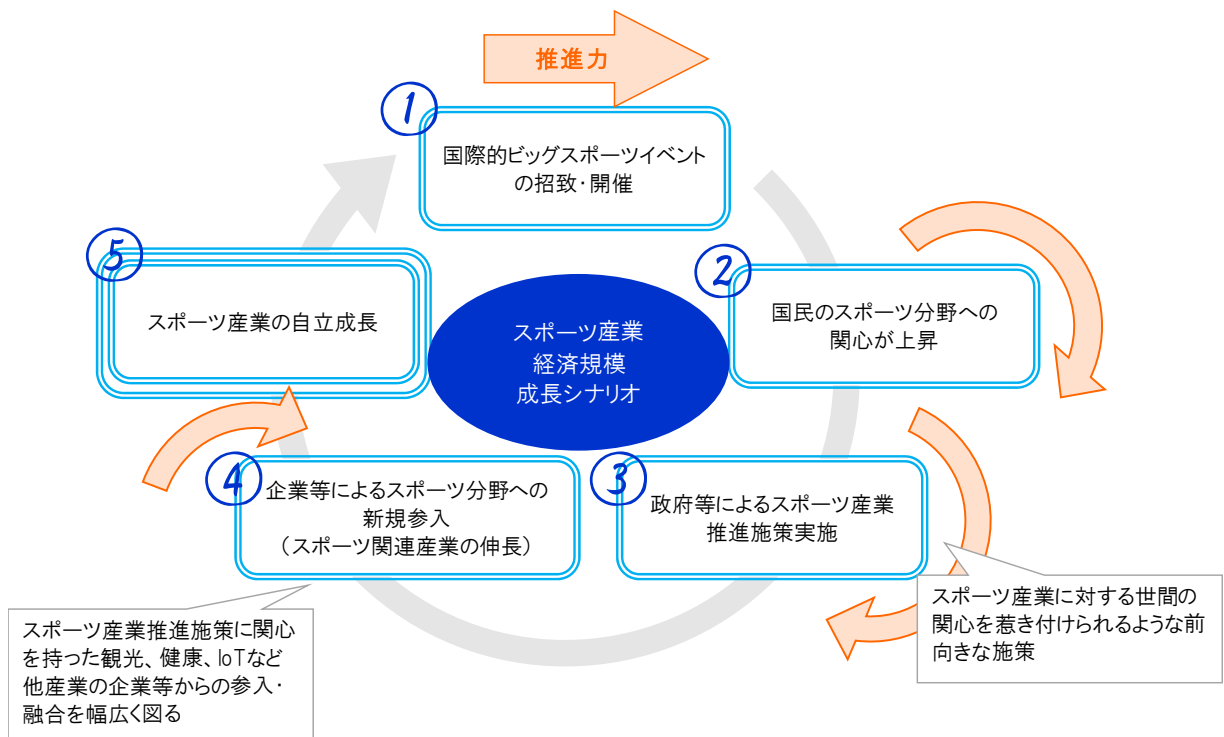 推進力
1
国際的ビッグスポーツイベント
の招致・開催
2
国民のスポーツ分野への
関心が上昇
3
政府等によるスポーツ産業
推進施策実施
スポーツ産業に対する世間の
関心を惹き付けられるような前
向きな施策
4
企業等によるスポーツ分野への
新規参入
（スポーツ関連産業の伸長）
スポーツ産業推進施策に関心
を持った観光、健康、IoTなど
他産業の企業等からの参入・
融合を幅広く図る
5
スポーツ産業の自立成長
スポーツ産業
経済規模
成長シナリオ